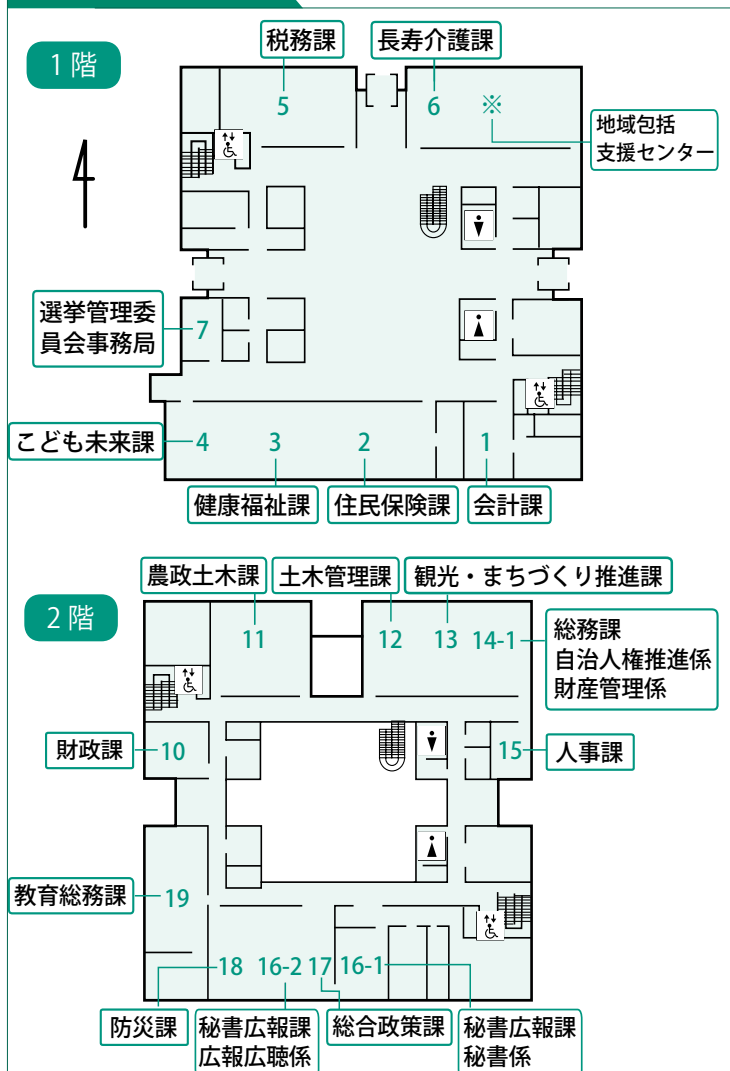 1階
税務課
長寿介護課
5
6
※
地域包括
支援センター
選挙管理委
員会事務局
7
こども未来課
4
3
2
1
健康福祉課
住民保険課
会計課
2階
農政土木課
土木管理課
観光・まちづくり推進課
11
12
13
14-1
総務課
自治人権推進係
財産管理係
財政課
10
15
人事課
教育総務課
19
18
16-2
17
16-1
防災課
秘書広報課
広報広聴係
総合政策課
秘書広報課
秘書係